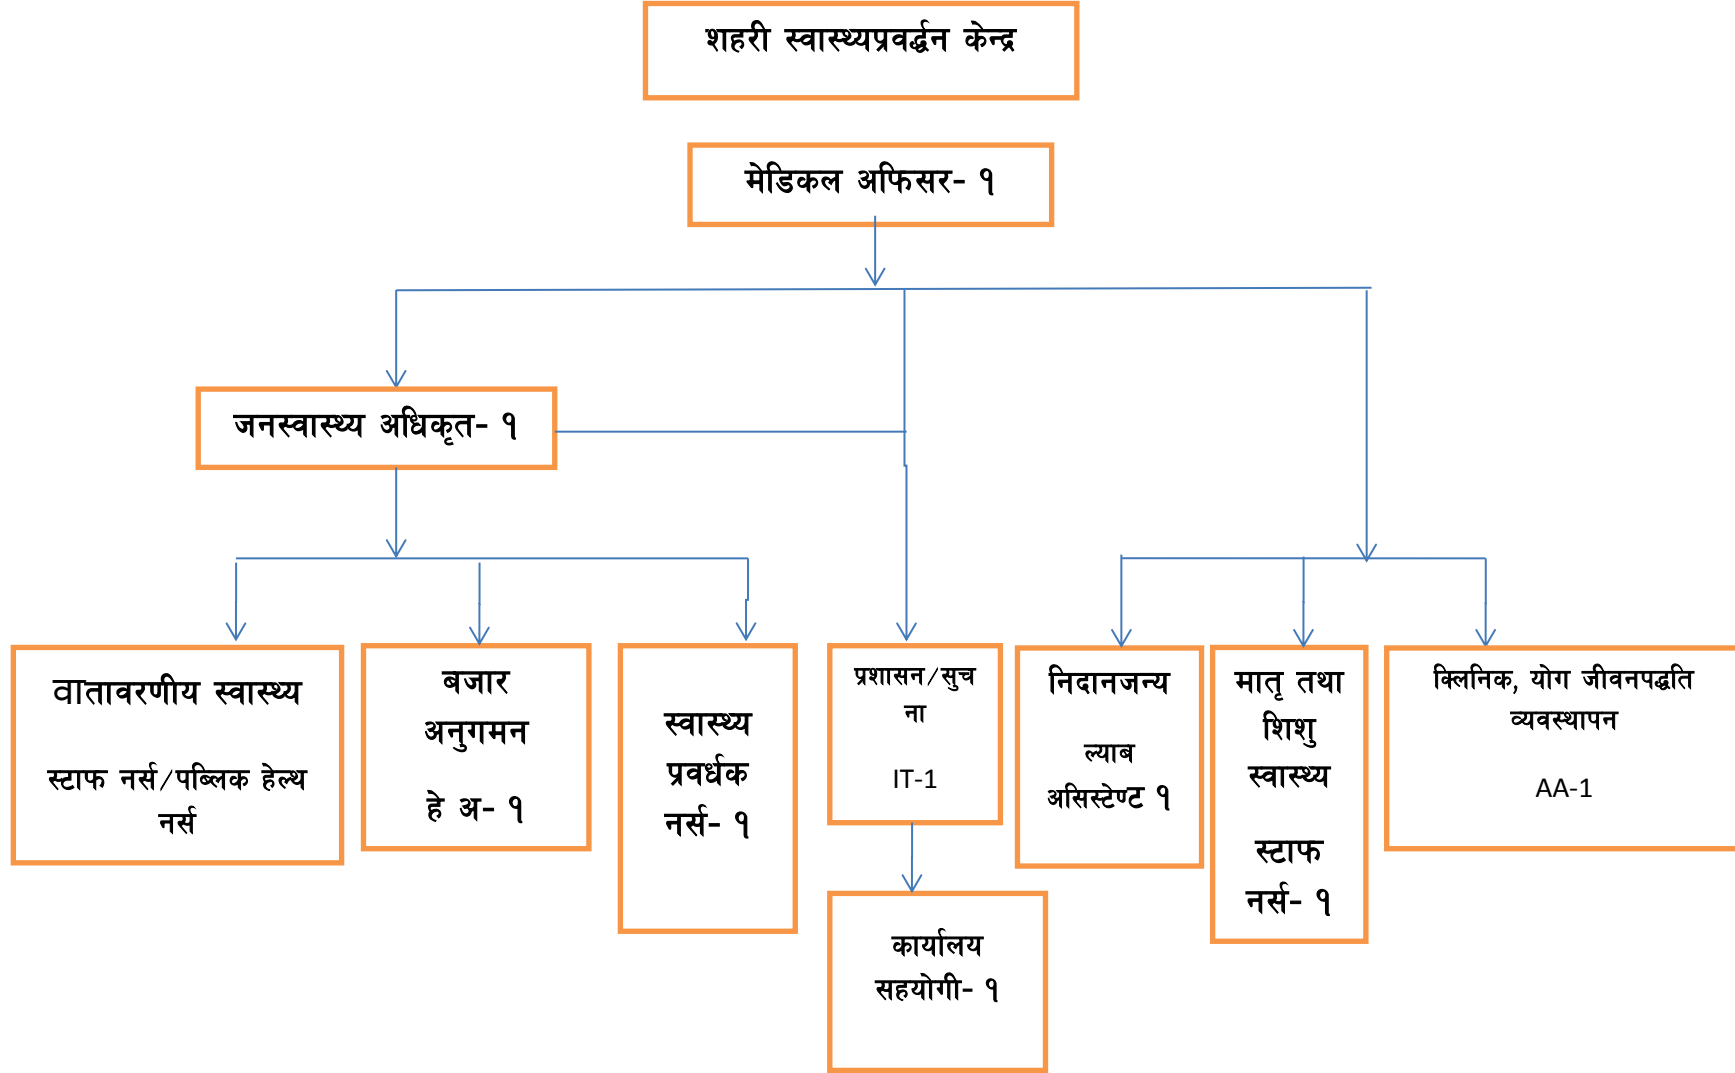 शहरी स्वास्थ्यप्रवर्द्धन केन्द्र
मेडिकल अफिसर- १
जनस्वास्थ्य अधिकृत- १
वातावरणीय स्वास्थ्य
स्टाफ नर्स/पब्लिक हेल्थ
नर्स
बजार
अनुगमन
हे अ- १
स्वास्थ्य
प्रवर्धक
नर्स- १
प्रशासन/सुच
ना
IT-1
कार्यालय
सहयोगी- १
निदानजन्य
ल्याब
असिस्टेण्ट १
मातृ तथा
शिशु
स्वास्थ्य
स्टाफ
नर्स- १
क्लिनिक, योग जीवनपद्धति
व्यवस्थापन
AA-1